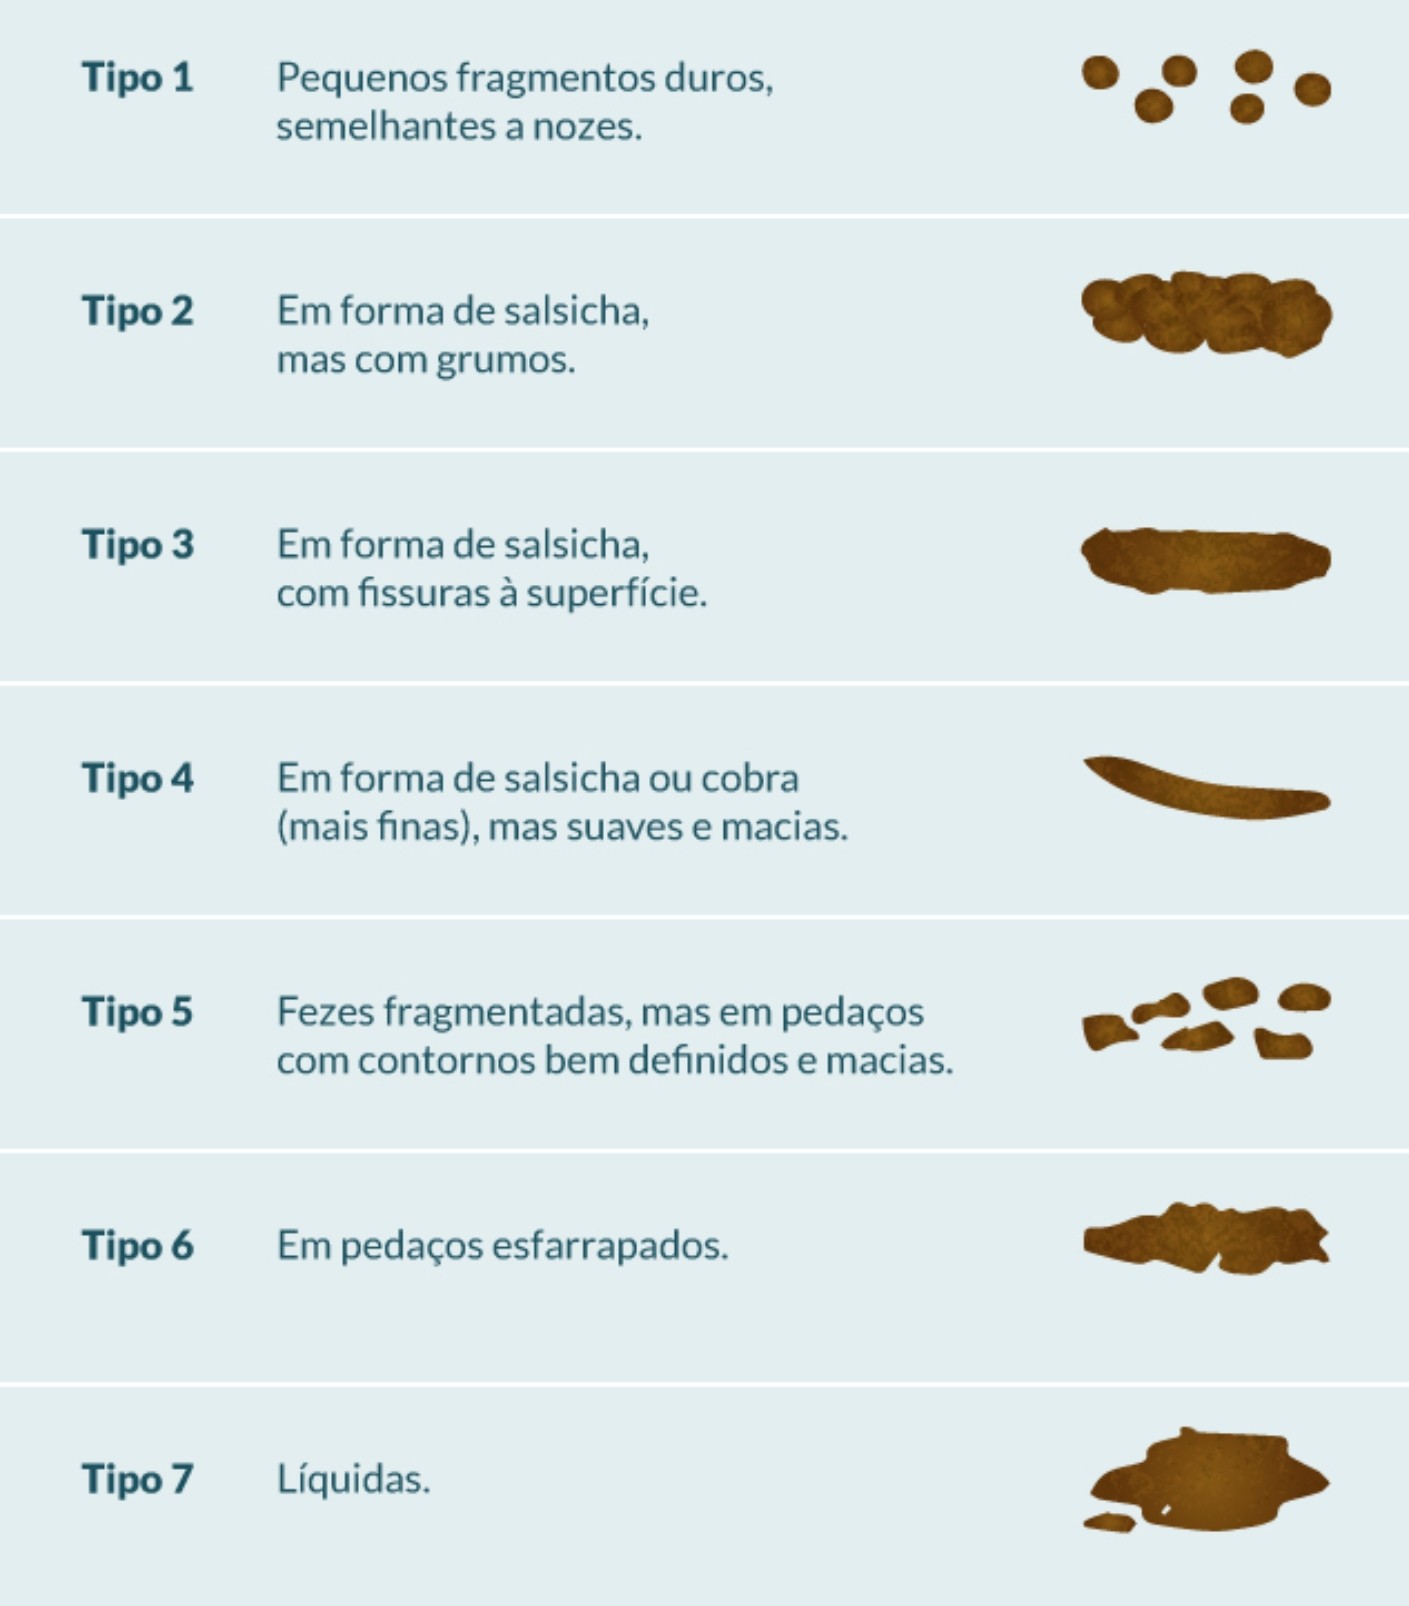 Tipo 1
Pequenos fragmentos duros,
semelhantes a nozes.
Tipo 2
Em forma de salsicha,
mas com grumos.
Tipo 3
Em forma de salsicha,
com fissuras à superfície.
Tipo 4
Em forma de salsicha ou cobra
(mais finas), mas suaves e macias.
Tipo 5
Fezes fragmentadas, mas em pedaços
com contornos bem definidos e macias.
Tipo 6
Em pedaços esfarrapados.
Tipo 7
Líquidas.